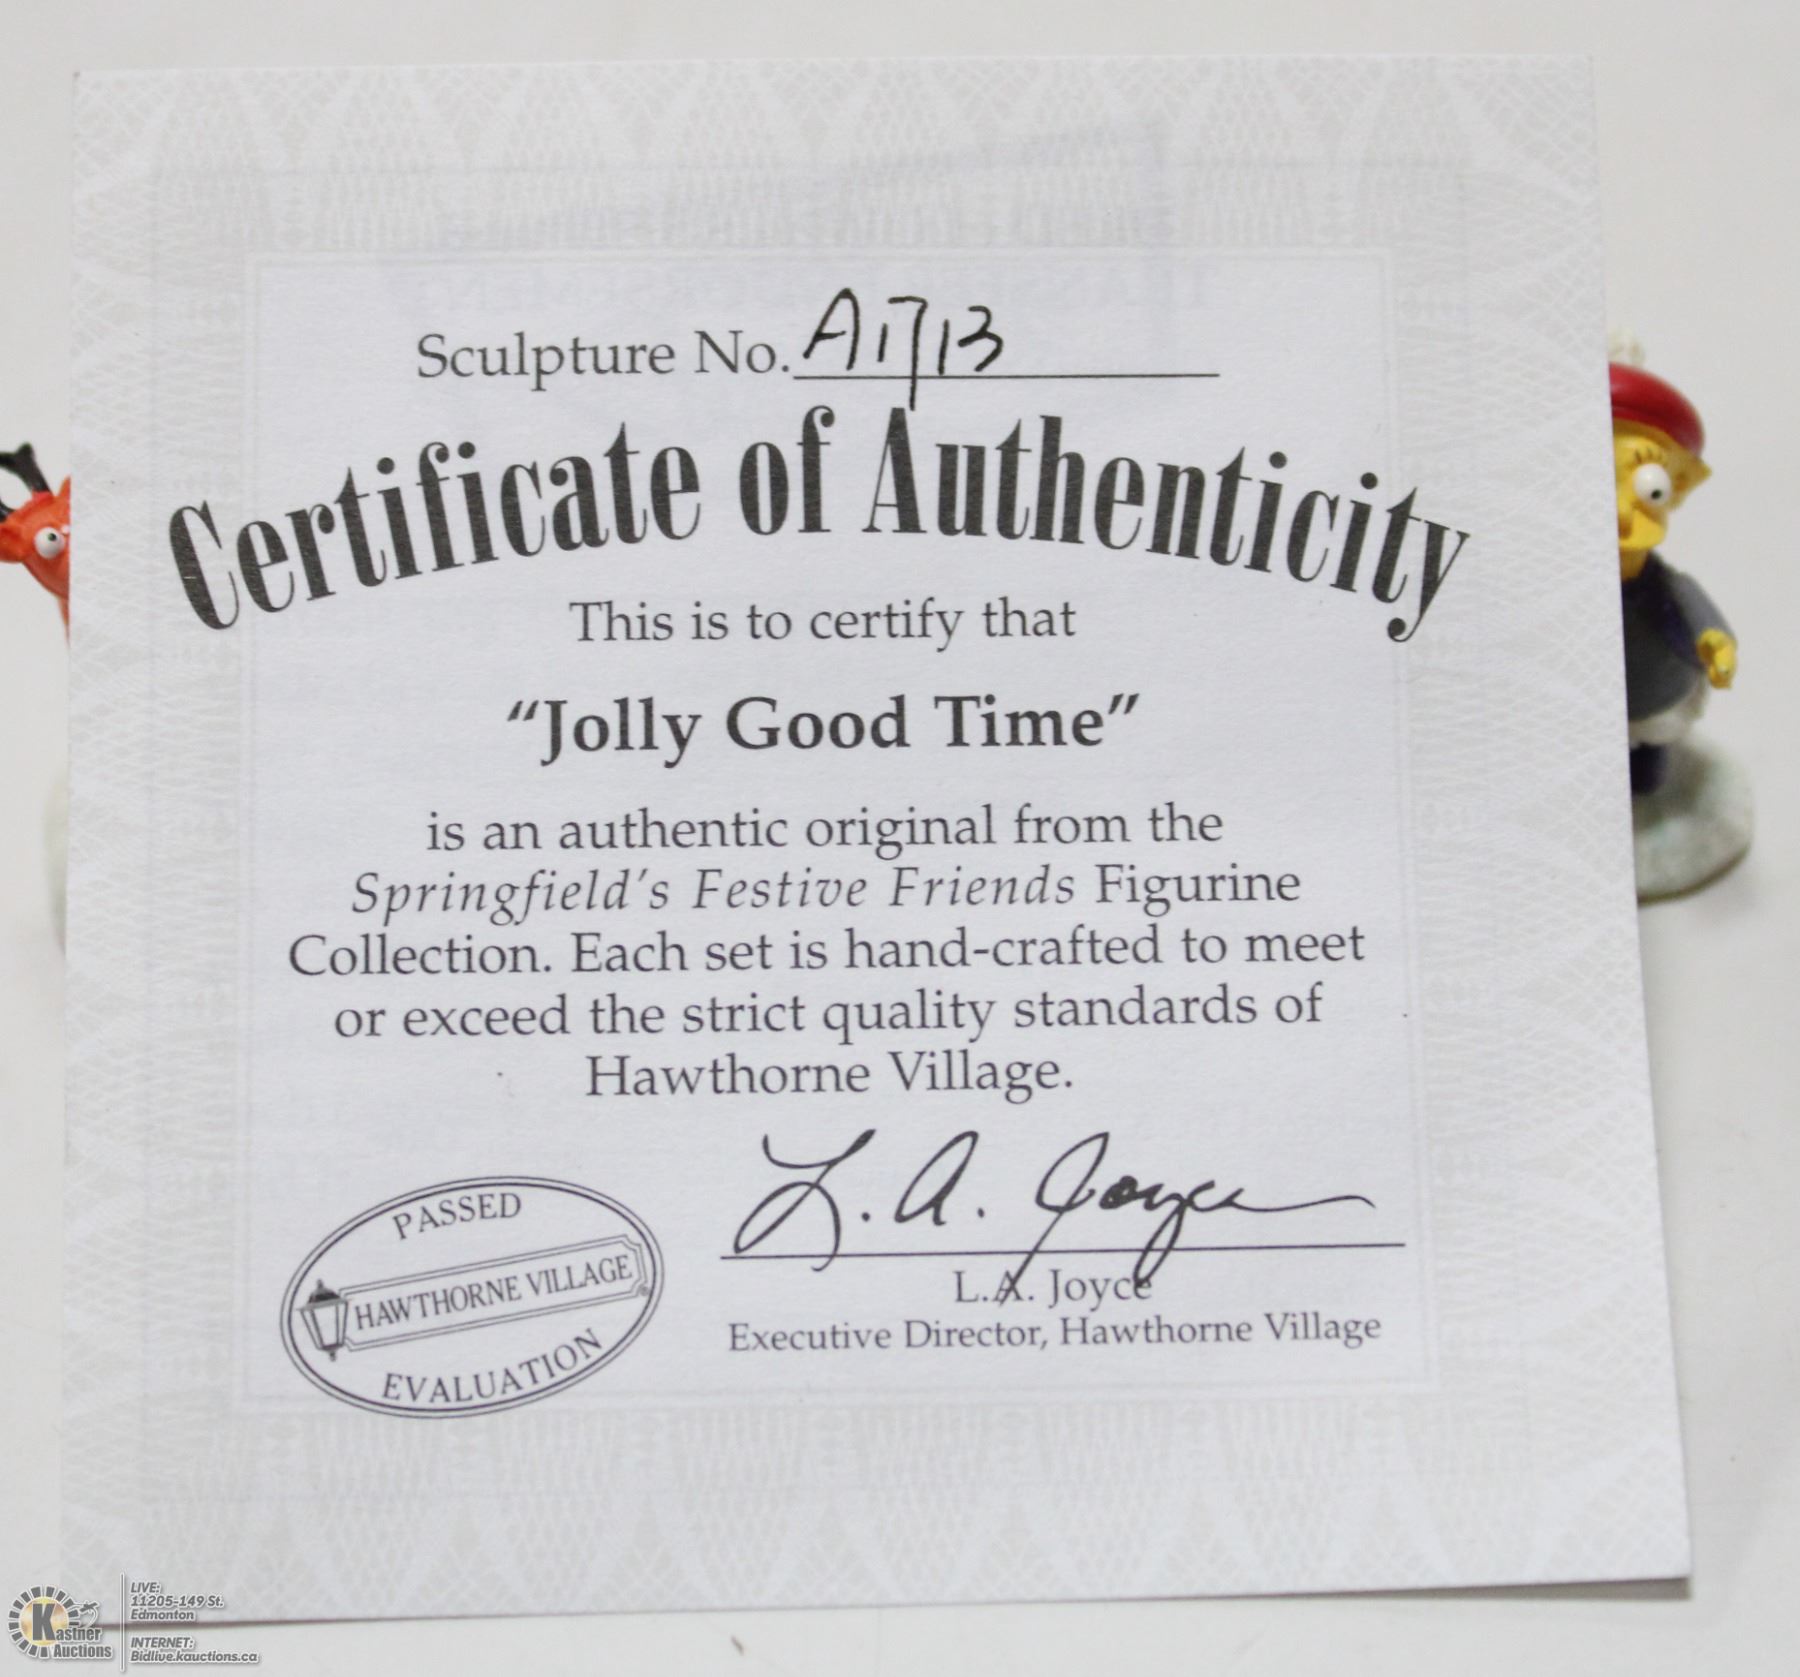 Sculpture No. A1713
Certificate of Authenticity
This is to certify that
“Jolly Good Time”
is an authentic original from the
Springfield's Festive Friends Figurine
Collection. Each set is hand-crafted to meet
or exceed the strict quality standards of
Hawthorne Village.
L. A. Joyce
L.A. Joyce
Executive Director, Hawthorne Village
PASSED
HAWTHORNE VILLAGE
EVALUATION
Kastner
Auctions
LIVE:
11205-149 St.
Edmonton
INTERNET:
Bidlive.kauctions.ca